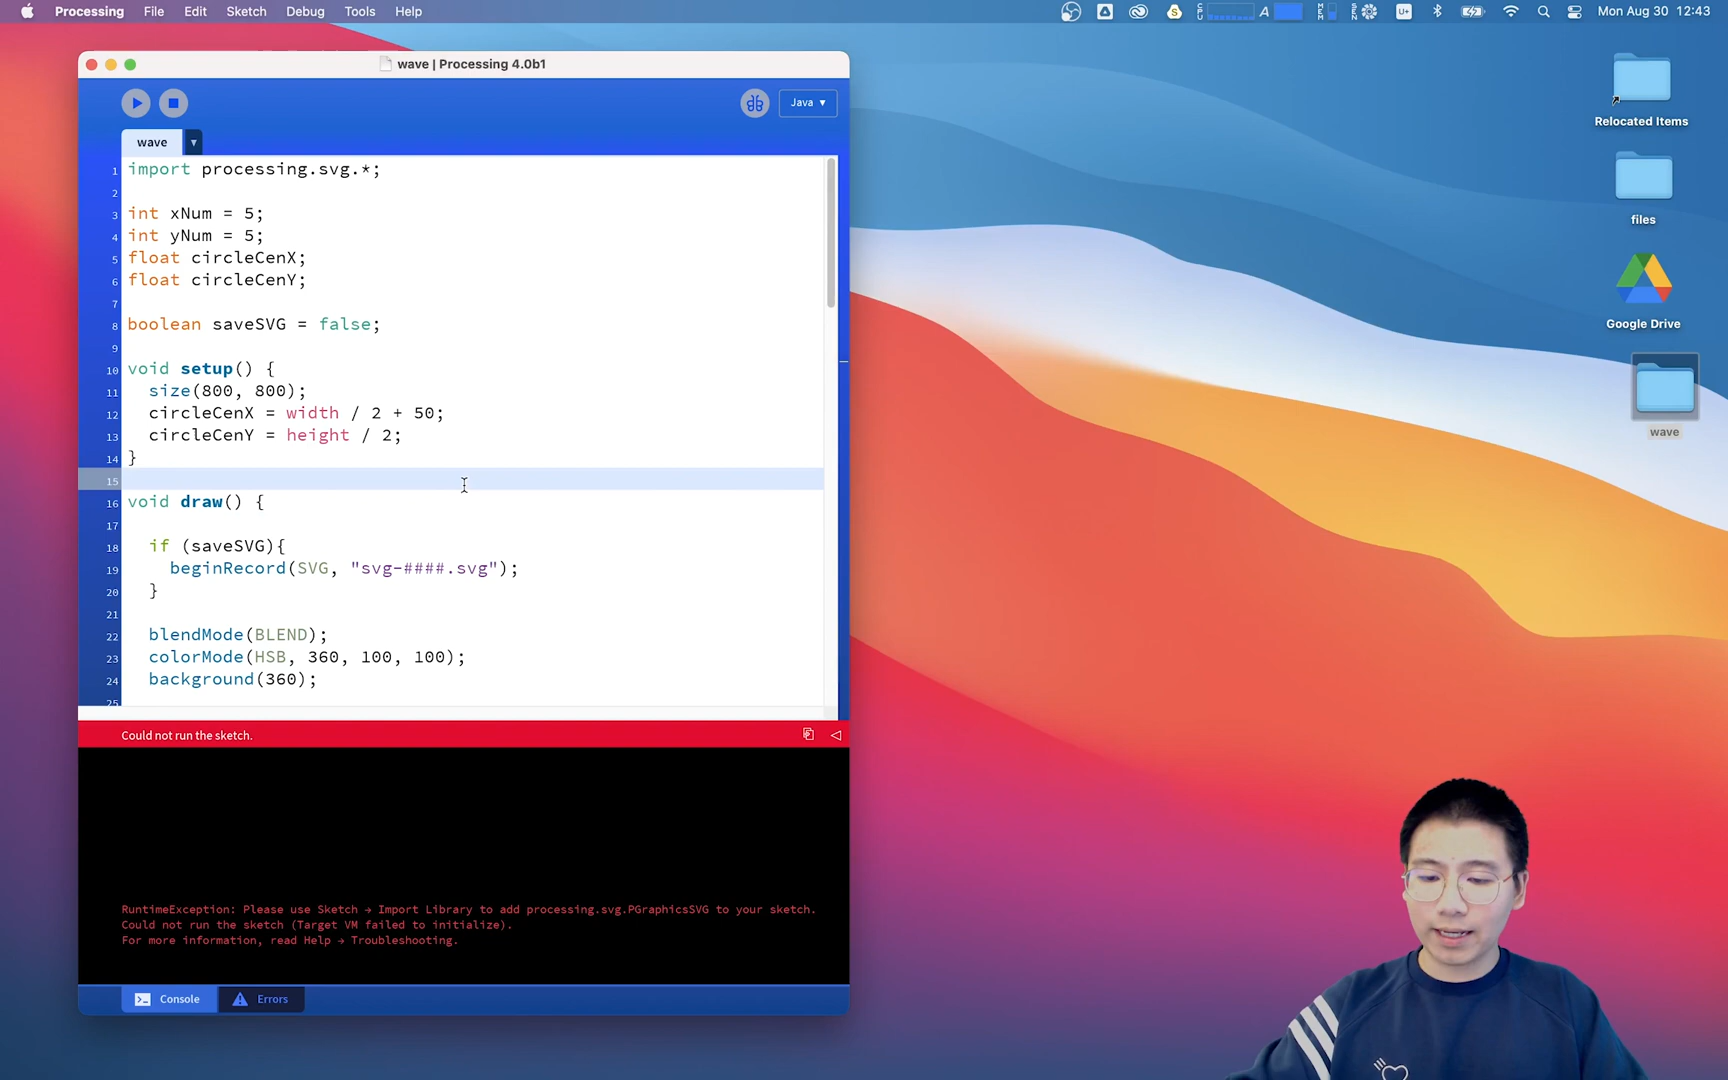 Processing File Edit Sketch Debug Tools Help
Mon Aug 30 12:43
wave | Processing 4.0b1
Java ▾
wave ▾
1 import processing.svg.*;
2
3 int xNum = 5;
4 int yNum = 5;
5 float circleCenX;
6 float circleCenY;
7
8 boolean saveSVG = false;
9
10 void setup() {
11 size(800, 800);
12 circleCenX = width / 2 + 50;
13 circleCenY = height / 2;
14 }
15
16 void draw() {
17
18 if (saveSVG){
19 beginRecord(SVG, "svg-####.svg");
20 }
21
22 blendMode(BLEND);
23 colorMode(HSB, 360, 100, 100);
24 background(360);
25
Could not run the sketch.
RuntimeException: Please use Sketch → Import Library to add processing.svg.PGraphicsSVG to your sketch.
Could not run the sketch (Target VM failed to initialize).
For more information, read Help → Troubleshooting.
Console Errors
Relocated Items
files
Google Drive
wave